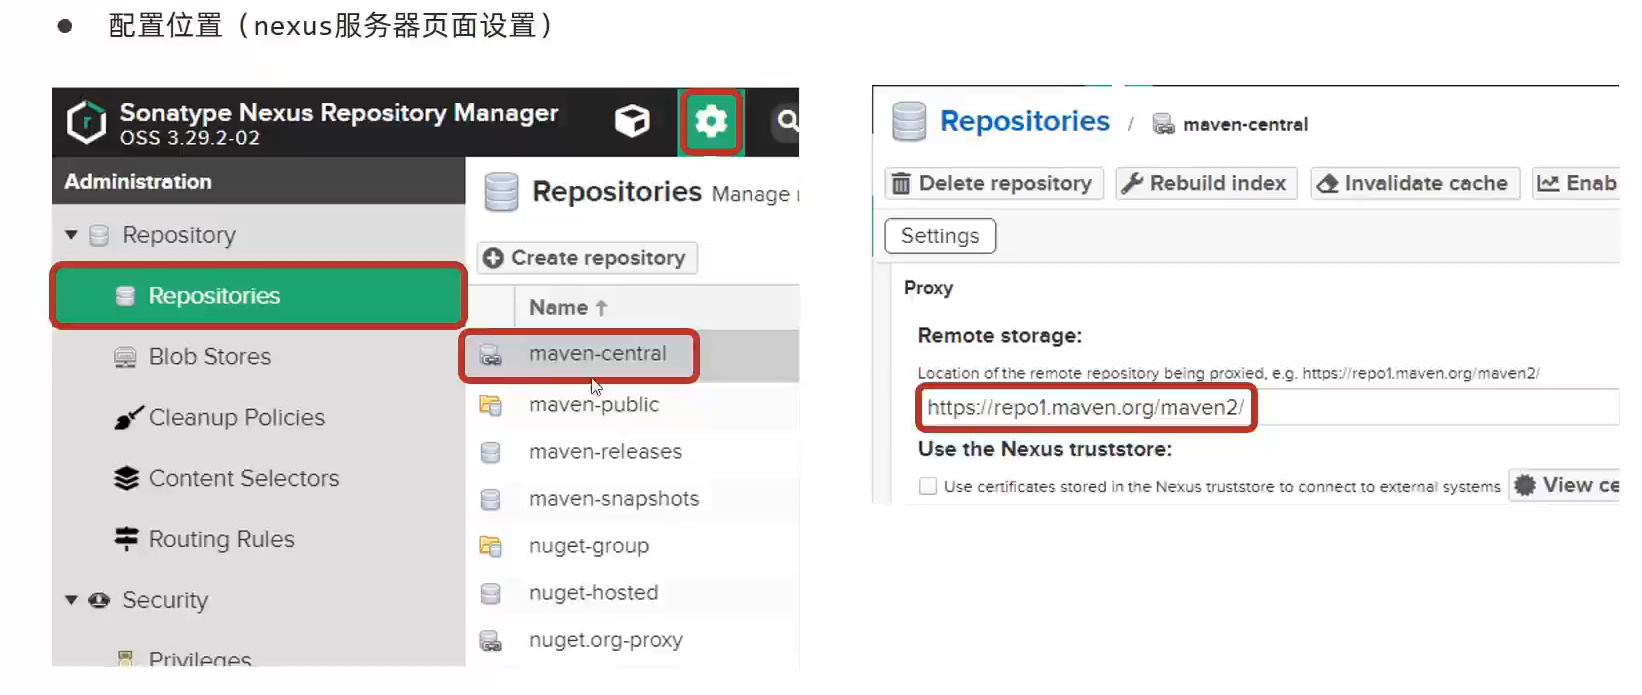 ● 配置位置（nexus服务器页面设置）
Sonatype Nexus Repository Manager
OSS 3.29.2-02
Administration
Repository
Repositories
Blob Stores
Cleanup Policies
Content Selectors
Routing Rules
Security
Privileges
Repositories Manage
Create repository
Name ↑
maven-central
maven-public
maven-releases
maven-snapshots
nuget-group
nuget-hosted
nuget.org-proxy
Repositories / maven-central
Delete repository Rebuild index Invalidate cache Enab
Settings
Proxy
Remote storage:
Location of the remote repository being proxied, e.g. https://repo1.maven.org/maven2/
https://repo1.maven.org/maven2/
Use the Nexus truststore:
Use certificates stored in the Nexus truststore to connect to external systems View ce